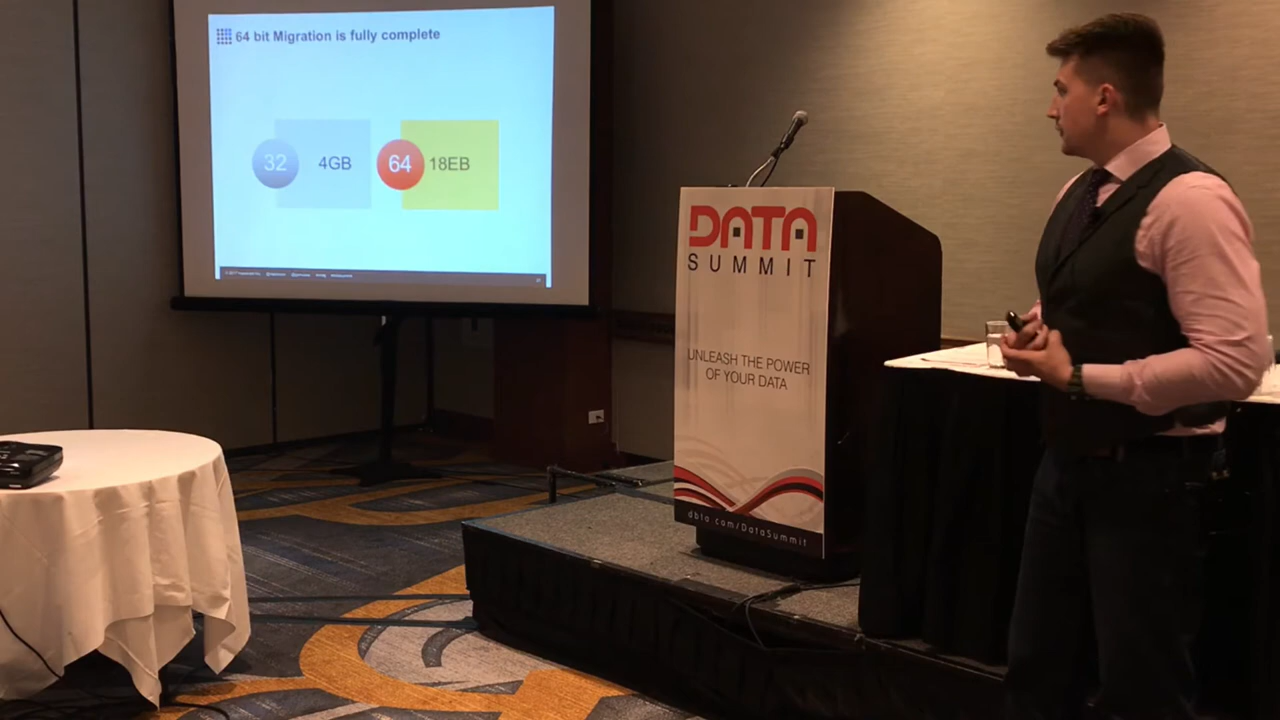 64 bit Migration is fully complete
32
4GB
64
18EB
DATA
SUMMIT
UNLEASH THE POWER
OF YOUR DATA
dbta.com/DataSummit